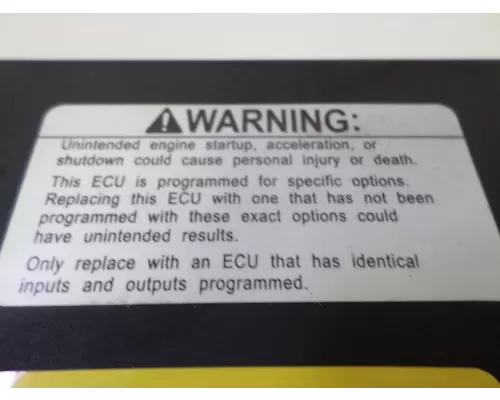 WARNING:
Unintended engine startup, acceleration, or
shutdown could cause personal injury or death.
This ECU is programmed for specific options.
Replacing this ECU with one that has not been
programmed with these exact options could
have unintended results.
Only replace with an ECU that has identical
inputs and outputs programmed.